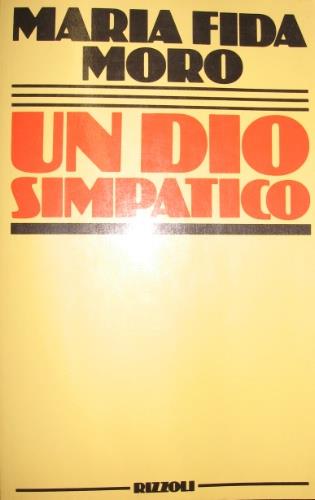 MARIA FIDA
MORO
UN DIO
SIMPATICO
RIZZOLI